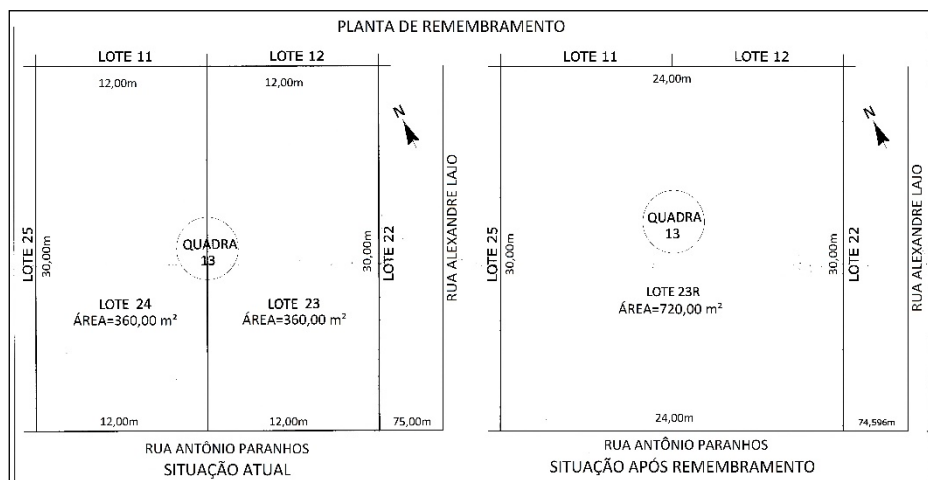 PLANTA DE REMEMBRAMENTO
LOTE 11
LOTE 12
12,00m
12,00m
N
LOTE 25
30,00m
QUADRA
13
30,00m
LOTE 22
RUA ALEXANDRE LAJO
LOTE 24
ÁREA=360,00 m²
LOTE 23
ÁREA=360,00 m²
12,00m
12,00m
75,00m
RUA ANTÔNIO PARANHOS
SITUAÇÃO ATUAL
LOTE 11
LOTE 12
24,00m
N
LOTE 25
30,00m
QUADRA
13
30,00m
LOTE 22
RUA ALEXANDRE LAJO
LOTE 23R
ÁREA=720,00 m²
24,00m
74,596m
RUA ANTÔNIO PARANHOS
SITUAÇÃO APÓS REMEMBRAMENTO